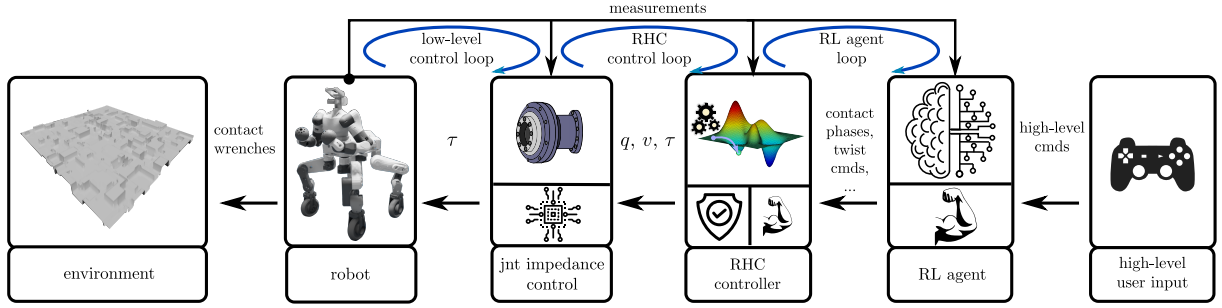 measurements
low-level
control loop
RHC
control loop
RL agent
loop
contact
wrenches
τ
q, v, τ
contact
phases,
twist
cmds,
...
high-level
cmds
environment
robot
jnt impedance
control
RHC
controller
RL agent
high-level
user input